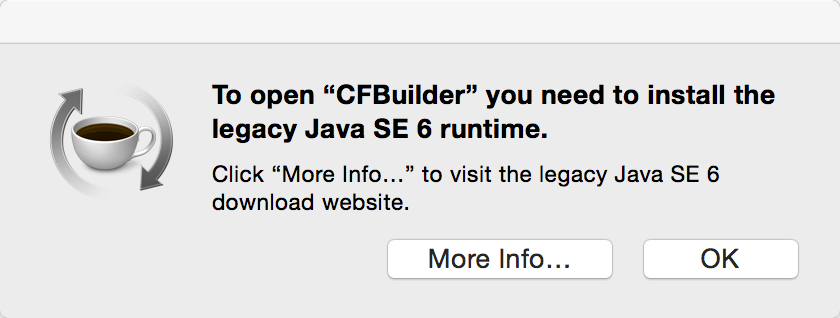 To open “CFBuilder” you need to install the
legacy Java SE 6 runtime.
Click “More Info…” to visit the legacy Java SE 6
download website.
More Info…
OK